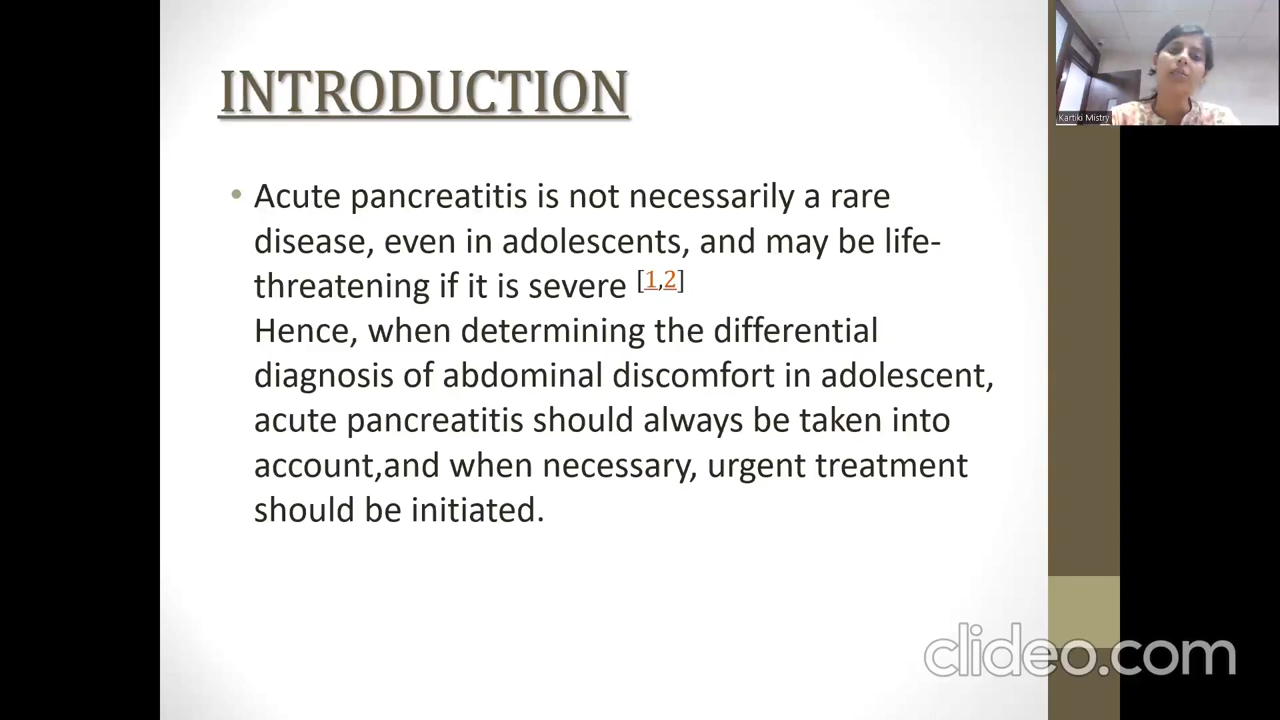 INTRODUCTION
• Acute pancreatitis is not necessarily a rare
disease, even in adolescents, and may be life-
threatening if it is severe [1,2]
Hence, when determining the differential
diagnosis of abdominal discomfort in adolescent,
acute pancreatitis should always be taken into
account,and when necessary, urgent treatment
should be initiated.
Kartiki Mistry
clideo.com